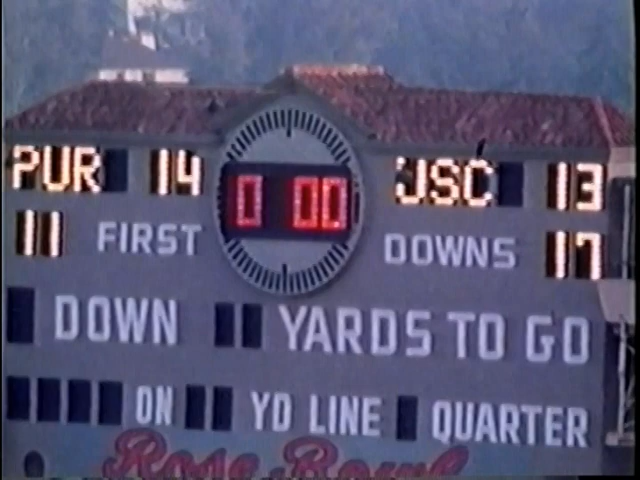 PUR 14 0 00 USC 13
11 FIRST DOWNS 17
DOWN YARDS TO GO
ON YD LINE QUARTER
Rose Bowl